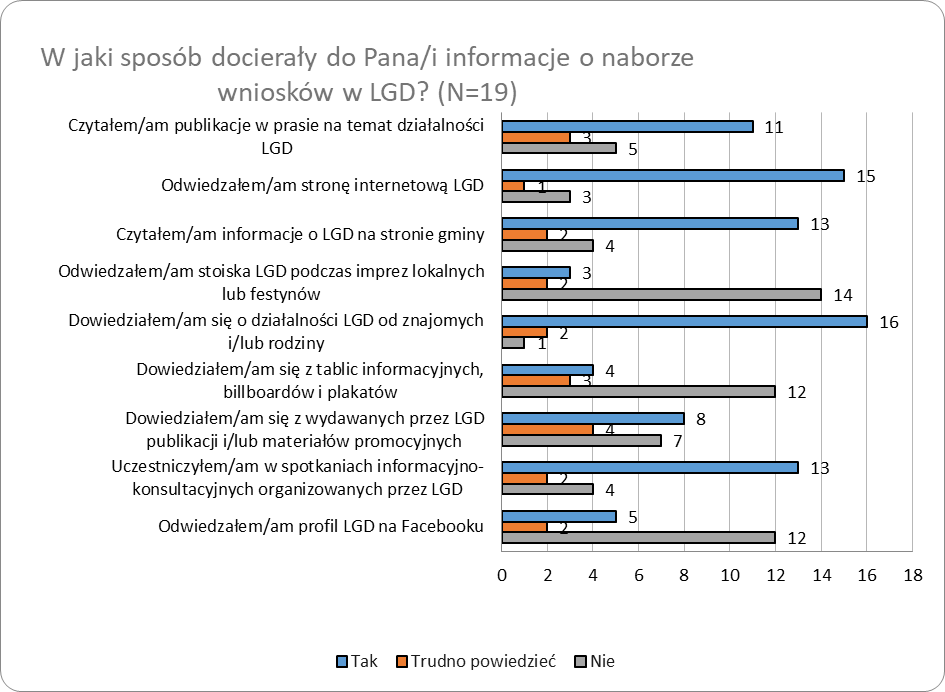 W jaki sposób docierały do Pana/i informacje o naborze
wniosków w LGD? (N=19)
Czytałem/am publikacje w prasie na temat działalności
LGD
11
3
5
Odwiedzałem/am stronę internetową LGD
15
1
3
Czytałem/am informacje o LGD na stronie gminy
13
2
4
Odwiedzałem/am stoiska LGD podczas imprez lokalnych
lub festynów
3
2
14
Dowiedziałem/am się o działalności LGD od znajomych
i/lub rodziny
16
2
1
Dowiedziałem/am się z tablic informacyjnych,
billboardów i plakatów
4
3
12
Dowiedziałem/am się z wydawanych przez LGD
publikacji i/lub materiałów promocyjnych
8
4
7
Uczestniczyłem/am w spotkaniach informacyjno-
konsultacyjnych organizowanych przez LGD
13
2
4
Odwiedzałem/am profil LGD na Facebooku
5
2
12
0 2 4 6 8 10 12 14 16 18
Tak Trudno powiedzieć Nie